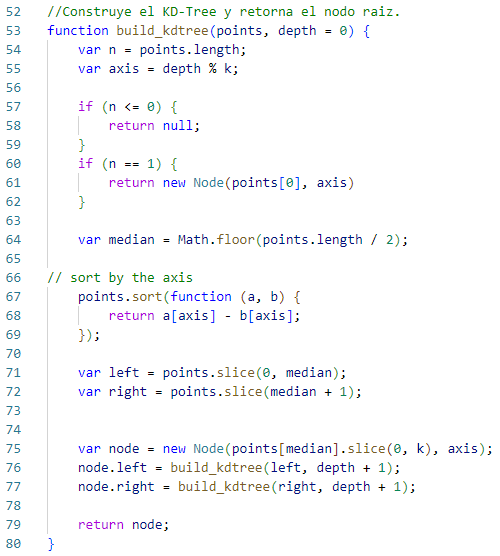 52 //Construye el KD-Tree y retorna el nodo raiz.
53 function build_kdtree(points, depth = 0) {
54     var n = points.length;
55     var axis = depth % k;
56
57     if (n <= 0) {
58         return null;
59     }
60     if (n == 1) {
61         return new Node(points[0], axis)
62     }
63
64     var median = Math.floor(points.length / 2);
65
66 // sort by the axis
67     points.sort(function (a, b) {
68         return a[axis] - b[axis];
69     });
70
71     var left = points.slice(0, median);
72     var right = points.slice(median + 1);
73
74
75     var node = new Node(points[median].slice(0, k), axis);
76     node.left = build_kdtree(left, depth + 1);
77     node.right = build_kdtree(right, depth + 1);
78
79     return node;
80 }